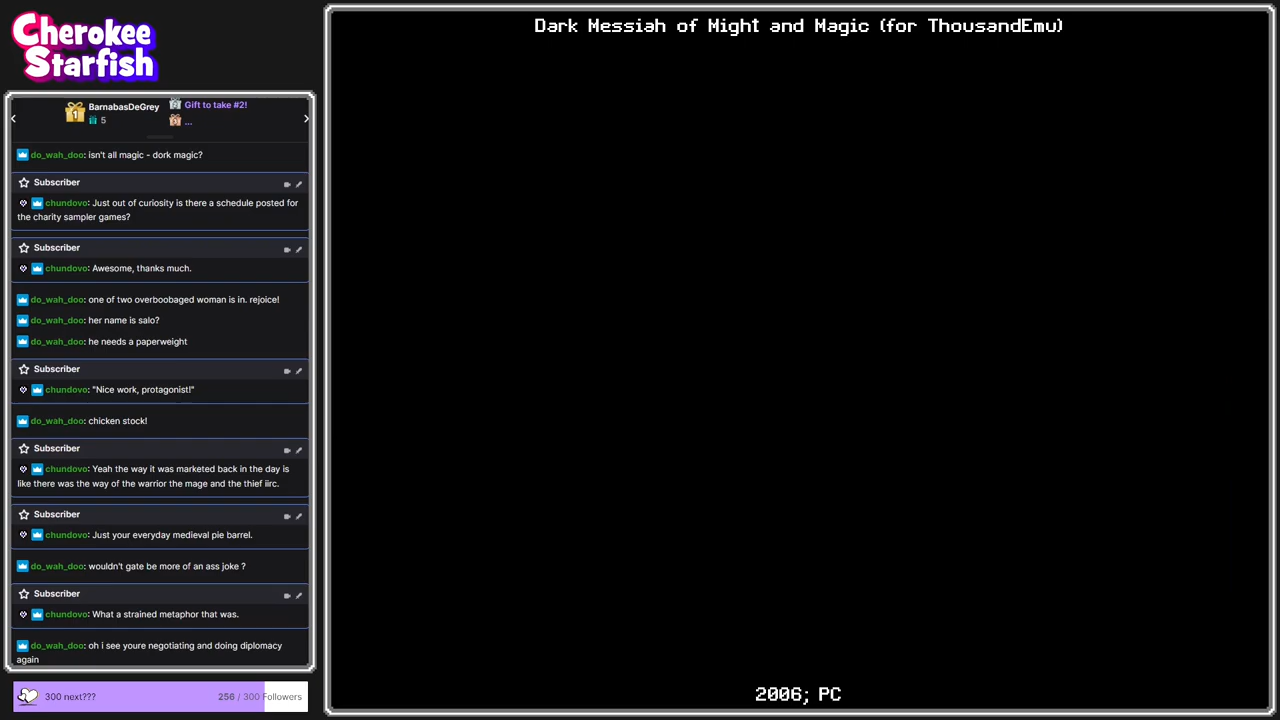 Cherokee
Starfish
Dark Messiah of Might and Magic (for ThousandEmu)
BarnabasDeGrey
5
Gift to take #2!
...
1
do_wah_doo: isn't all magic - dork magic?
Subscriber
chundovo: Just out of curiosity is there a schedule posted for
the charity sampler games?
Subscriber
chundovo: Awesome, thanks much.
do_wah_doo: one of two overboobaged woman is in. rejoice!
do_wah_doo: her name is salo?
do_wah_doo: he needs a paperweight
Subscriber
chundovo: "Nice work, protagonist!"
do_wah_doo: chicken stock!
Subscriber
chundovo: Yeah the way it was marketed back in the day is
like there was the way of the warrior the mage and the thief iirc.
Subscriber
chundovo: Just your everyday medieval pie barrel.
do_wah_doo: wouldn't gate be more of an ass joke ?
Subscriber
chundovo: What a strained metaphor that was.
do_wah_doo: oh i see youre negotiating and doing diplomacy
again
300 next???
256 / 300 Followers
2006; PC